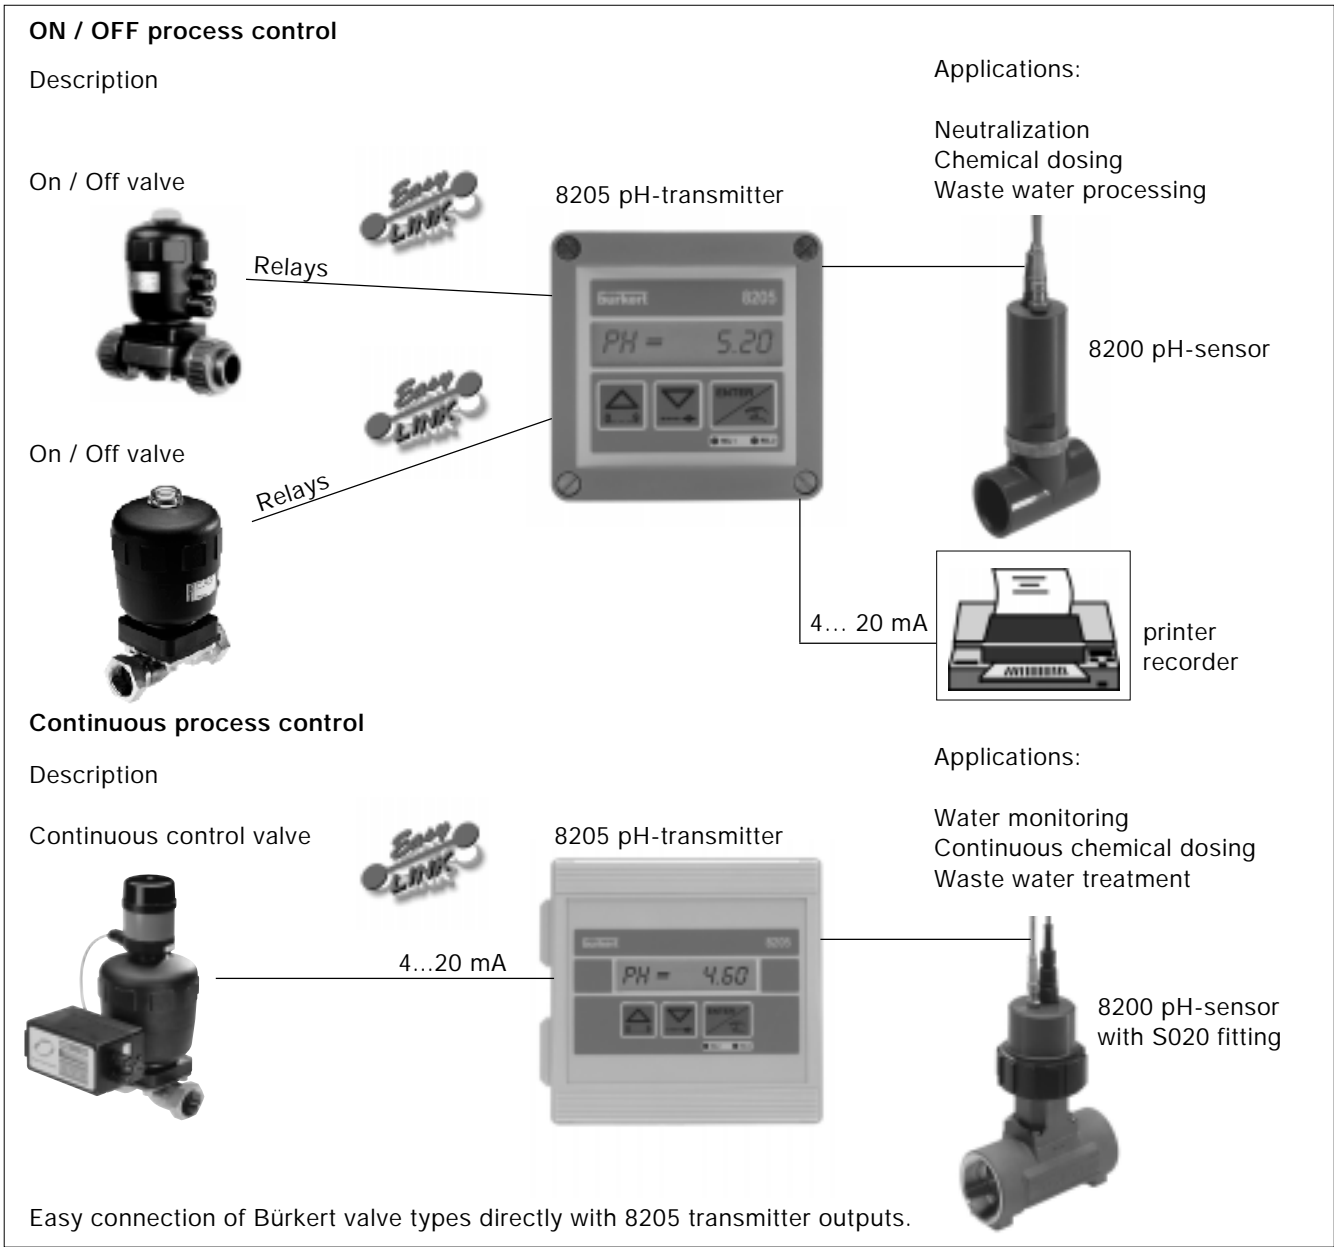 ON / OFF process control
Description
Applications:
Neutralization
Chemical dosing
Waste water processing
On / Off valve
Easy
LINK
8205 pH-transmitter
Relays
burkert 8205
PH = 5.20
ENTER
8200 pH-sensor
Easy
LINK
On / Off valve
Relays
4... 20 mA
printer
recorder
Continuous process control
Description
Applications:
Continuous control valve
Easy
LINK
8205 pH-transmitter
Water monitoring
Continuous chemical dosing
Waste water treatment
4...20 mA
burkert 8205
PH = 4.60
ENTER
8200 pH-sensor
with S020 fitting
Easy connection of Bürkert valve types directly with 8205 transmitter outputs.